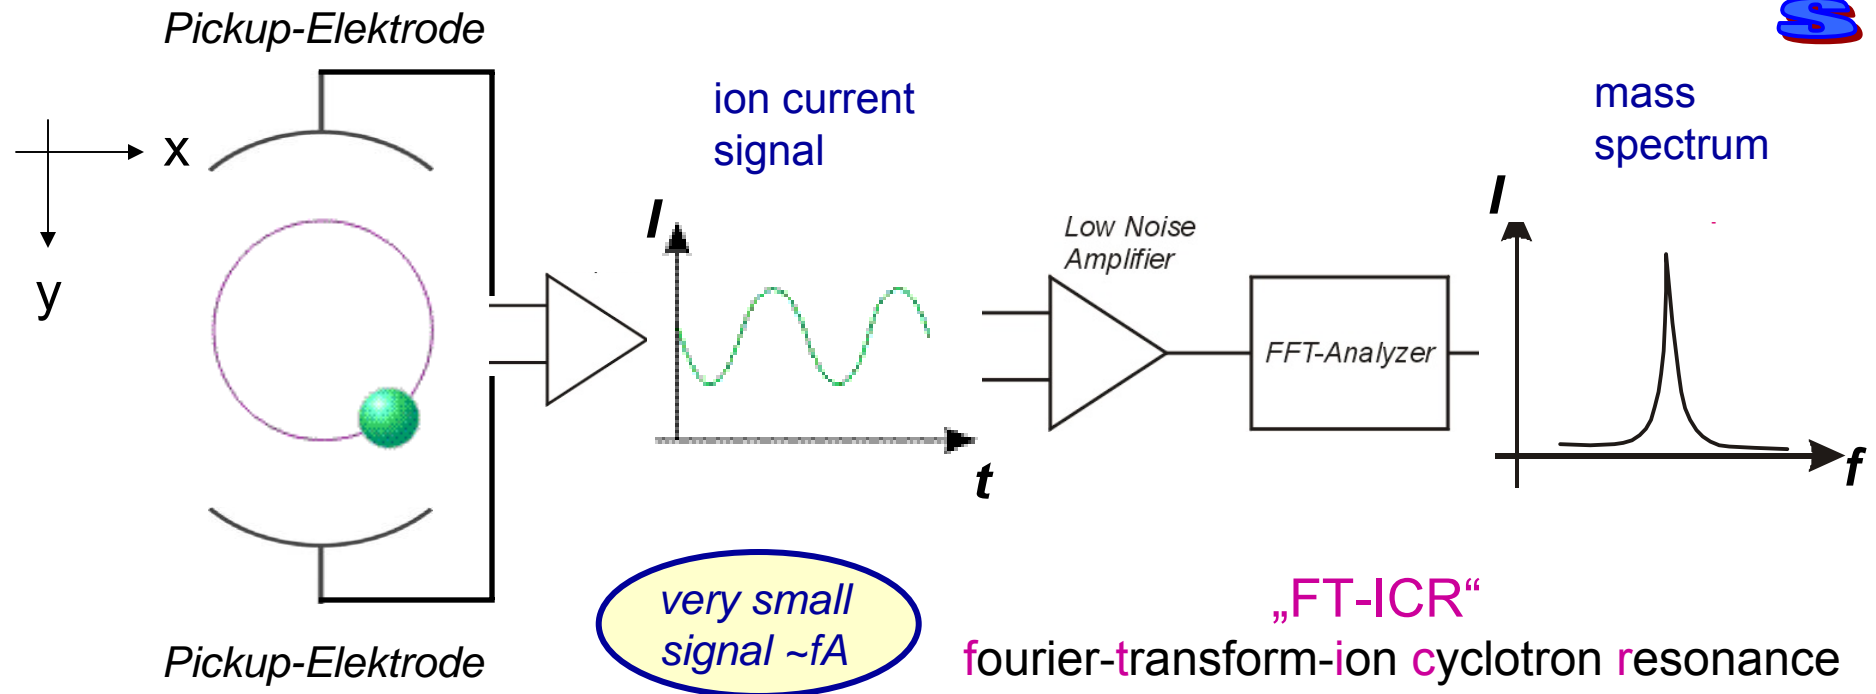 Pickup-Elektrode
S
ion current
signal
mass
spectrum
x
y
I
t
Low Noise
Amplifier
FFT-Analyzer
I
f
very small
signal ~fA
„FT-ICR“
fourier-transform-ion cyclotron resonance
Pickup-Elektrode